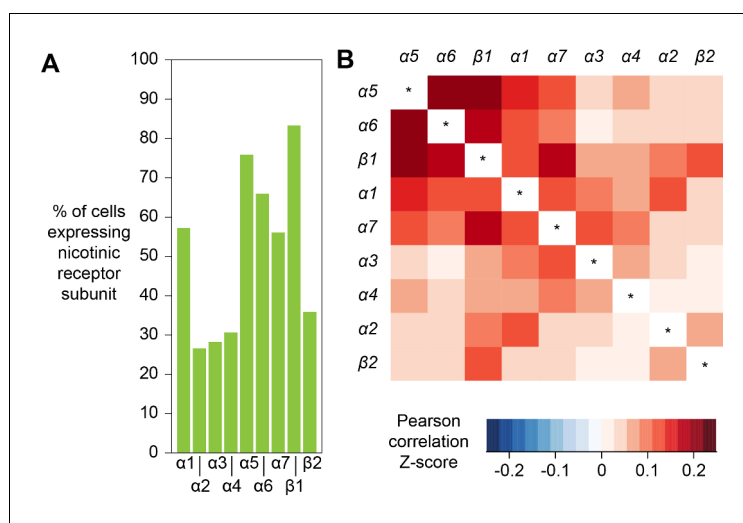 A
% of cells
expressing
nicotinic
receptor
subunit
100
90
80
70
60
50
40
30
20
10
0
α1 α3 α5 α7 β2
α2 α4 α6 β1
B
α5 α6 β1 α1 α7 α3 α4 α2 β2
α5 *
α6 *
β1 *
α1 *
α7 *
α3 *
α4 *
α2 *
β2 *
Pearson
correlation
Z-score
-0.2 -0.1 0 0.1 0.2